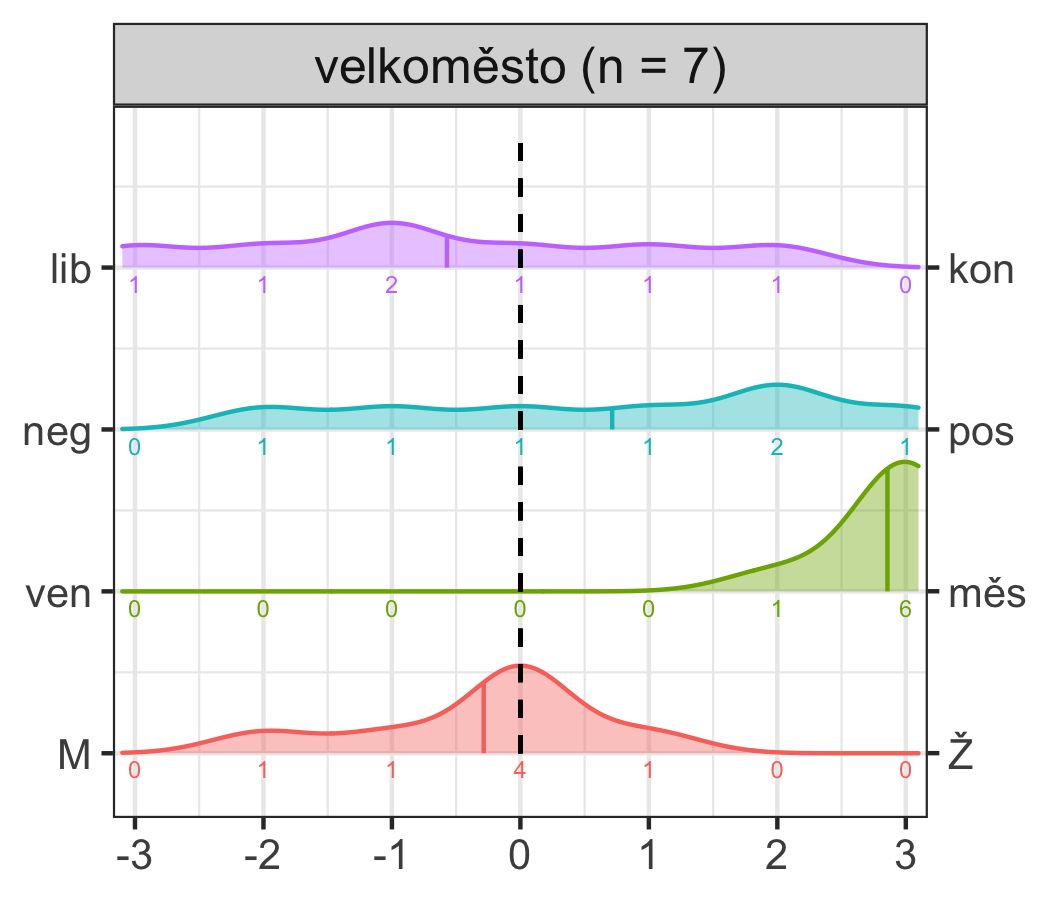 velkoměsto (n = 7)
lib kon
1 1 2 1 1 1 0
neg pos
0 1 1 1 1 2 1
ven měs
0 0 0 0 0 1 6
M Ž
0 1 1 4 1 0 0
-3 -2 -1 0 1 2 3